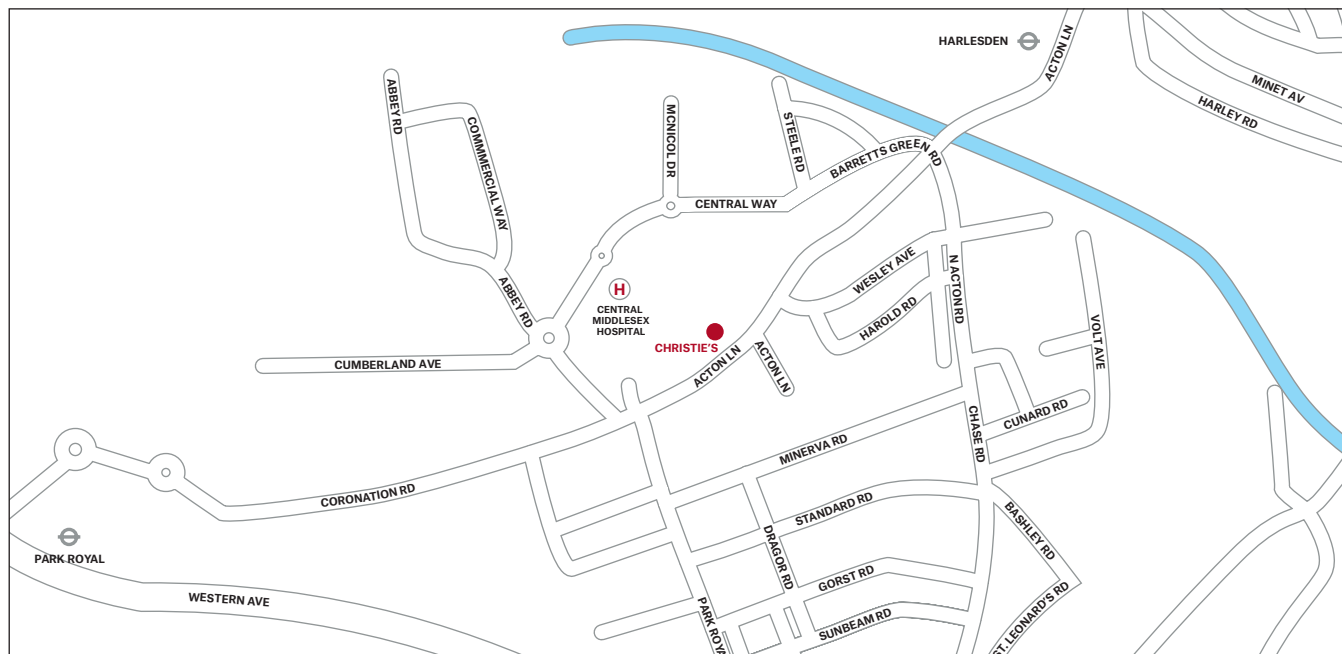 HARLESDEN
ACTON LN
MINET AV
HARLEY RD
ABBEY RD
COMMMERCIAL WAY
MCNICOL DR
STEELE RD
BARRETTS GREEN RD
CENTRAL WAY
ABBEY RD
H
CENTRAL
MIDDLESEX
HOSPITAL
CHRISTIE'S
WESLEY AVE
N ACTON RD
HAROLD RD
VOLT AVE
ACTON LN
ACTON LN
CUMBERLAND AVE
CUNARD RD
CHASE RD
MINERVA RD
CORONATION RD
STANDARD RD
BASHLEY RD
DRAGOR RD
PARK ROYAL
GORST RD
WESTERN AVE
PARK ROYA
SUNBEAM RD
ST. LEONARD'S RD